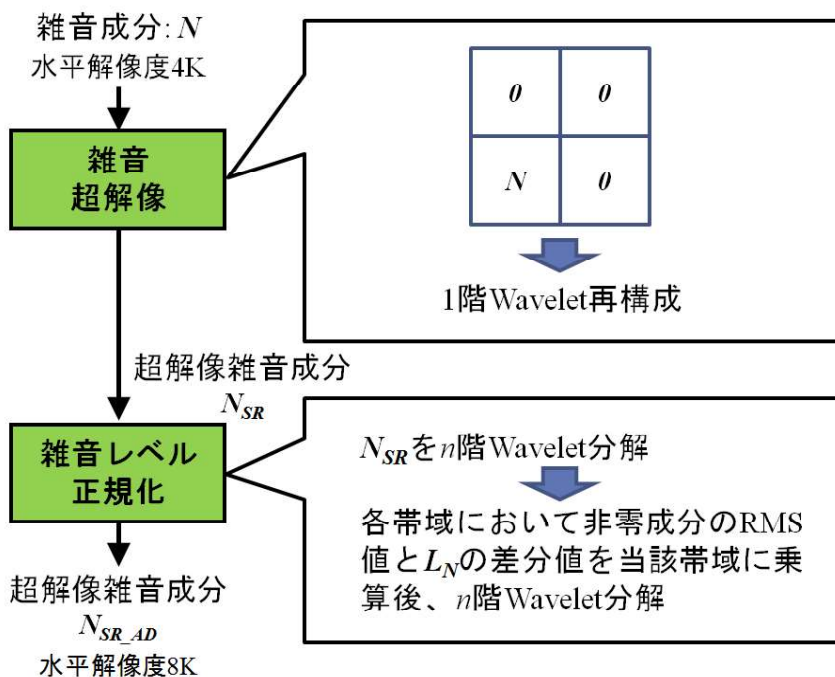 雑音成分: N
水平解像度4K
雑音
超解像
0 0
N 0
1階Wavelet再構成
超解像雑音成分
N_SR
雑音レベル
正規化
N_SRをn階Wavelet分解
各帯域において非零成分のRMS
値とL_Nの差分値を当該帯域に乗
算後、n階Wavelet分解
超解像雑音成分
N_SR_AD
水平解像度8K